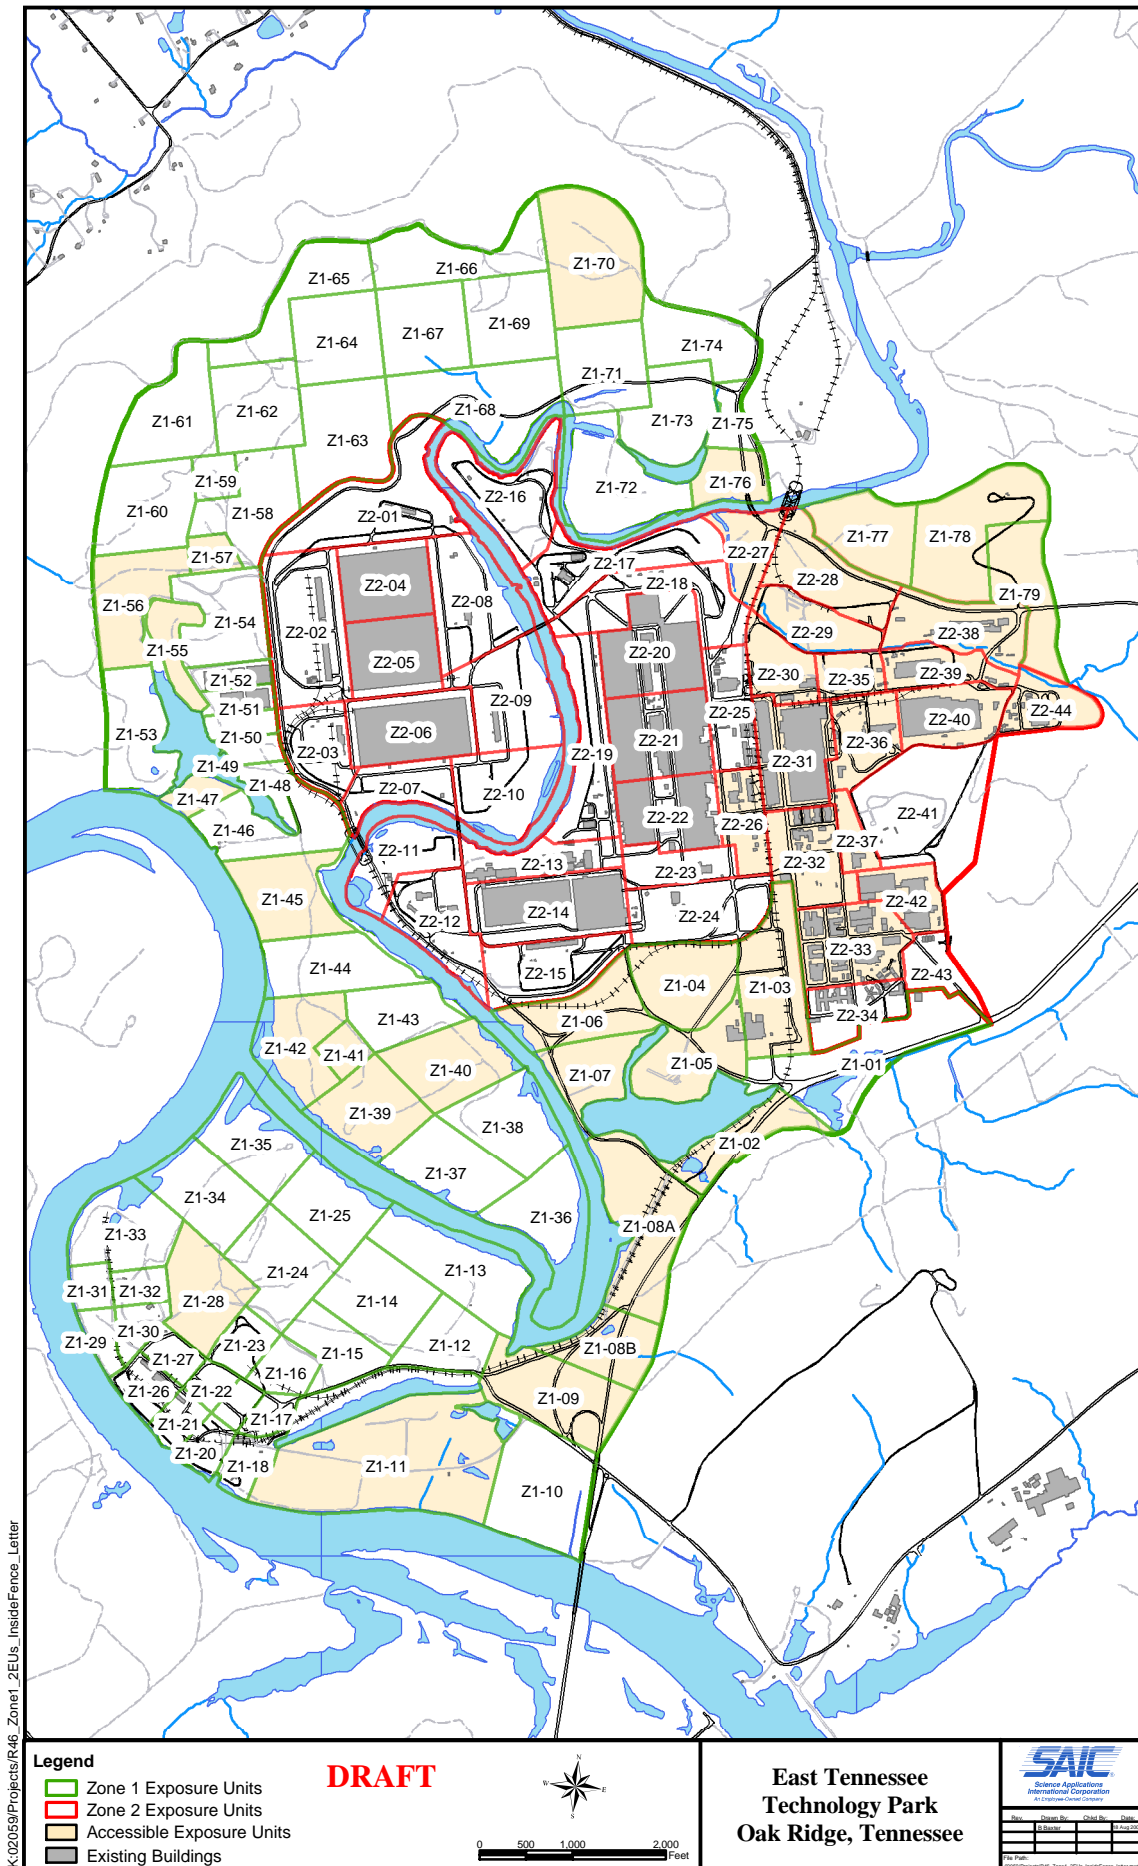 Z1-70
Z1-65
Z1-66
Z1-69
Z1-67
Z1-64
Z1-74
Z1-71
Z1-68
Z1-62
Z1-61
Z1-63
Z1-73
Z1-75
Z1-59
Z1-72
Z1-76
Z2-16
Z1-60
Z1-58
Z2-01
Z1-77
Z1-78
Z1-57
Z2-17
Z2-27
Z2-28
Z2-04
Z2-18
Z1-79
Z1-56
Z2-08
Z1-54
Z2-02
Z2-29
Z2-38
Z1-55
Z2-20
Z2-05
Z1-52
Z2-30
Z2-35
Z2-39
Z1-51
Z2-09
Z2-25
Z2-44
Z2-40
Z1-53
Z1-50
Z2-03
Z2-06
Z2-19
Z2-21
Z2-36
Z2-31
Z1-49
Z1-48
Z2-07
Z2-10
Z1-47
Z2-41
Z1-46
Z2-22
Z2-26
Z2-37
Z2-11
Z2-13
Z2-32
Z2-23
Z1-45
Z2-14
Z2-12
Z2-24
Z2-42
Z2-33
Z1-44
Z2-15
Z2-43
Z1-04
Z1-03
Z1-43
Z1-06
Z2-34
Z1-42
Z1-41
Z1-40
Z1-07
Z1-05
Z1-01
Z1-39
Z1-38
Z1-35
Z1-02
Z1-37
Z1-34
Z1-25
Z1-36
Z1-08A
Z1-33
Z1-24
Z1-13
Z1-31
Z1-32
Z1-28
Z1-14
Z1-30
Z1-29
Z1-23
Z1-12
Z1-08B
Z1-27
Z1-15
Z1-16
Z1-26
Z1-22
Z1-09
Z1-21
Z1-17
Z1-20
Z1-18
Z1-11
Z1-10
K:02059/Projects/R46_Zone1_2EUs_InsideFence_Letter
Legend
Zone 1 Exposure Units
Zone 2 Exposure Units
Accessible Exposure Units
Existing Buildings
DRAFT
N
W E
S
0 500 1,000 2,000
Feet
East Tennessee
Technology Park
Oak Ridge, Tennessee
SAIC
Science Applications
International Corporation
An Employee-Owned Company
Rev. Drawn By: Chkd By: Date:
B Baxter
File Path: